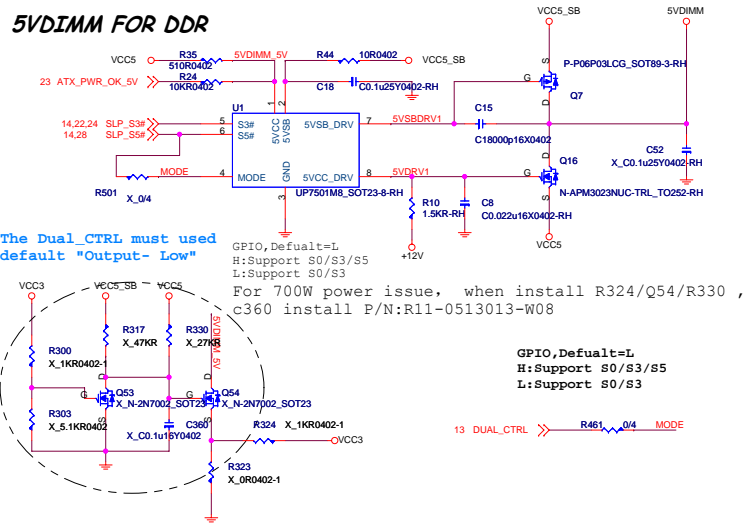 5VDIMM FOR DDR
VCC5
R35
510R0402
5VDIMM_5V
R44
10R0402
VCC5_SB
23 ATX_PWR_OK_5V
R24
10KR0402
C18
C0.1u25Y0402-RH
VCC5_SB
5VDIMM
S
G
D
P-P06P03LCG_SOT89-3-RH
Q7
U1
1
2
14,22,24 SLP_S3#
14,28 SLP_S5#
5
6
S3#
S5#
5VCC
5VSB
5VSB_DRV
7
5VSBDRV1
C15
C18000p16X0402
C52
X_C0.1u25Y0402-RH
MODE
4
MODE
GND
5VCC_DRV
8
5VDRV1
UP7501M8_SOT23-8-RH
3
R501
X_0/4
R10
1.5KR-RH
C8
C0.022u16X0402-RH
+12V
D
G
S
Q16
N-APM3023NUC-TRL_TO252-RH
VCC5
The Dual_CTRL must used
default "Output- Low"
GPIO,Defualt=L
H:Support S0/S3/S5
L:Support S0/S3
For 700W power issue， when install R324/Q54/R330 ,
c360 install P/N:R11-0513013-W08
VCC3
VCC5_SB
VCC5
R317
X_47KR
R330
X_27KR
5VDIMM_5V
R300
X_1KR0402-1
D
G
S
Q53
X_N-2N7002_SOT23
D
G
S
Q54
X_N-2N7002_SOT23
R303
X_5.1KR0402
C360
X_C0.1u16Y0402
R324
X_1KR0402-1
VCC3
R323
X_0R0402-1
GPIO,Defualt=L
H:Support S0/S3/S5
L:Support S0/S3
13 DUAL_CTRL
R461
0/4
MODE